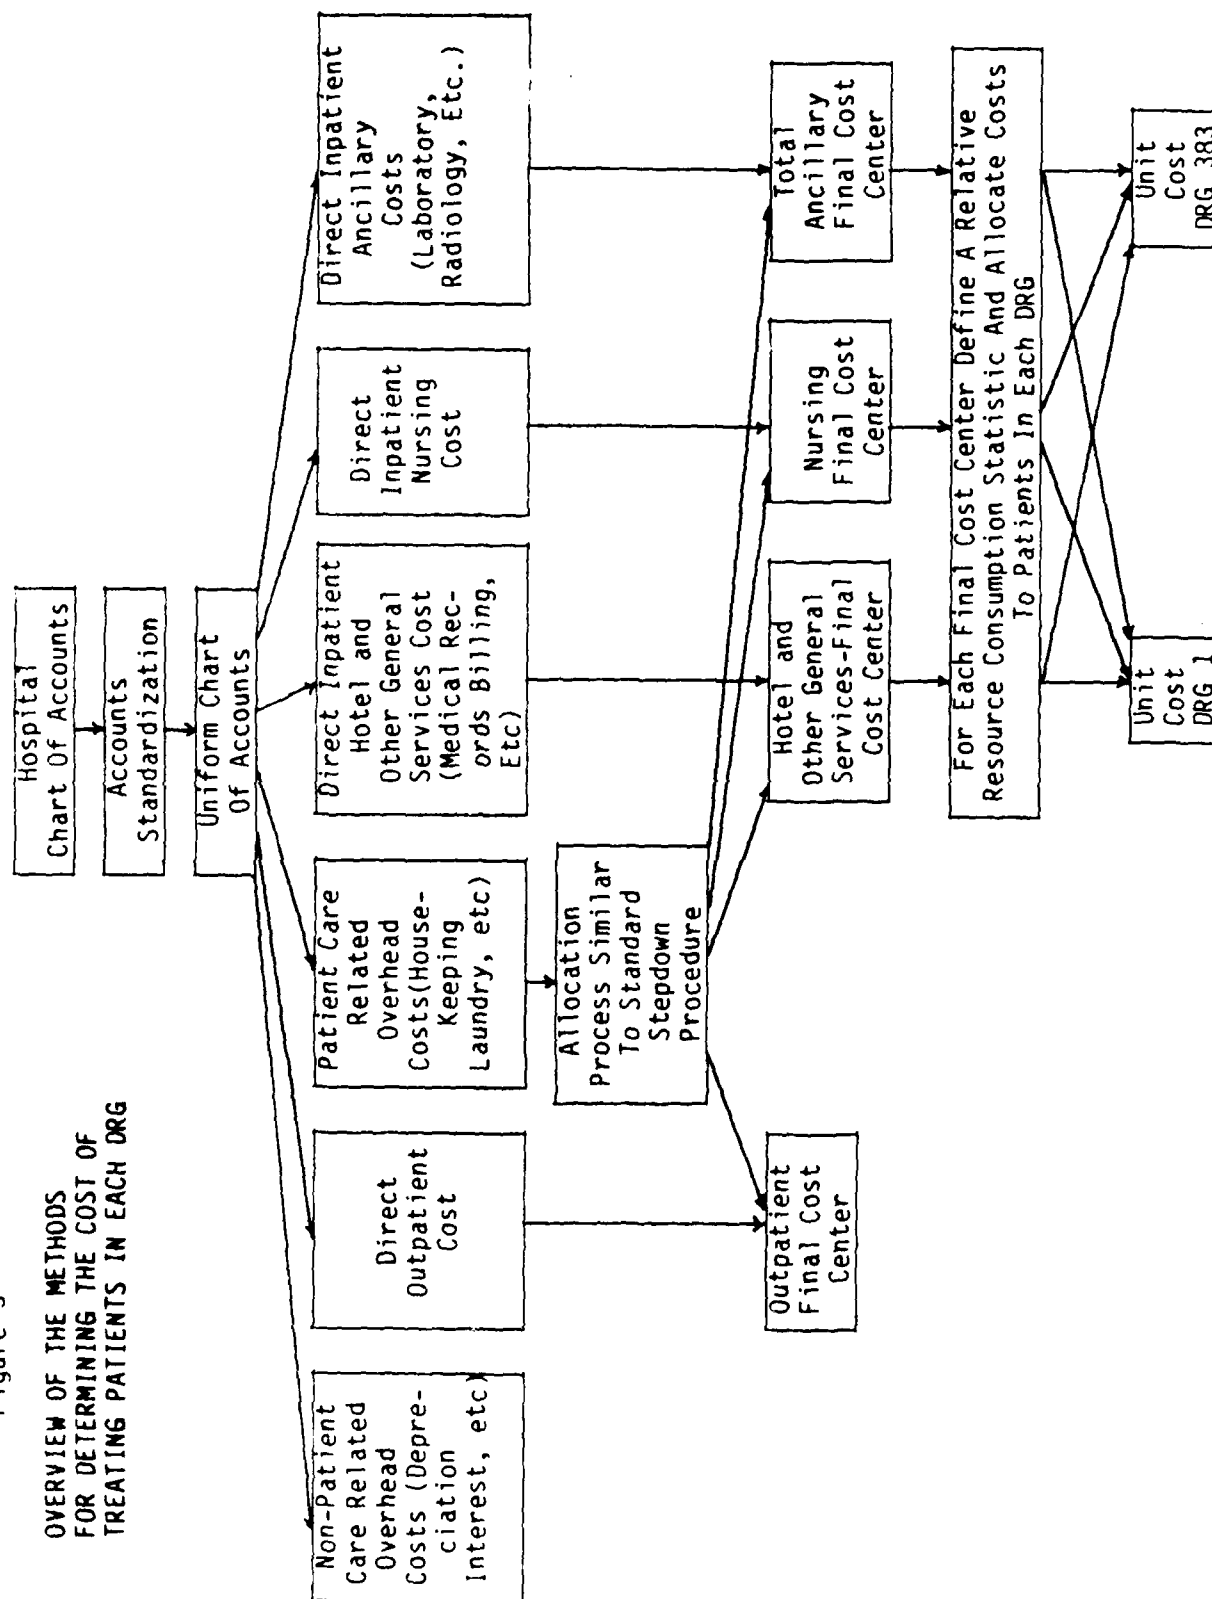 Figure 3
OVERVIEW OF THE METHODS
FOR DETERMINING THE COST OF
TREATING PATIENTS IN EACH DRG
Hospital
Chart Of Accounts
Accounts
Standardization
Uniform Chart
Of Accounts
Non-Patient
Care Related
Overhead
Costs (Depre-
ciation
Interest, etc)
Direct
Outpatient
Cost
Patient Care
Related
Overhead
Costs(House-
Keeping
Laundry, etc)
Direct Inpatient
Hotel and
Other General
Services Cost
(Medical Rec-
ords Billing,
Etc)
Direct
Inpatient
Nursing
Cost
Direct Inpatient
Ancillary
Costs
(Laboratory,
Radiology, Etc.)
Allocation
Process Similar
To Standard
Stepdown
Procedure
Outpatient
Final Cost
Center
Hotel and
Other General
Services-Final
Cost Center
Nursing
Final Cost
Center
Total
Ancillary
Final Cost
Center
For Each Final Cost Center Define A Relative
Resource Consumption Statistic And Allocate Costs
To Patients In Each DRG
Unit
Cost
DRG 1
Unit
Cost
DRG 383